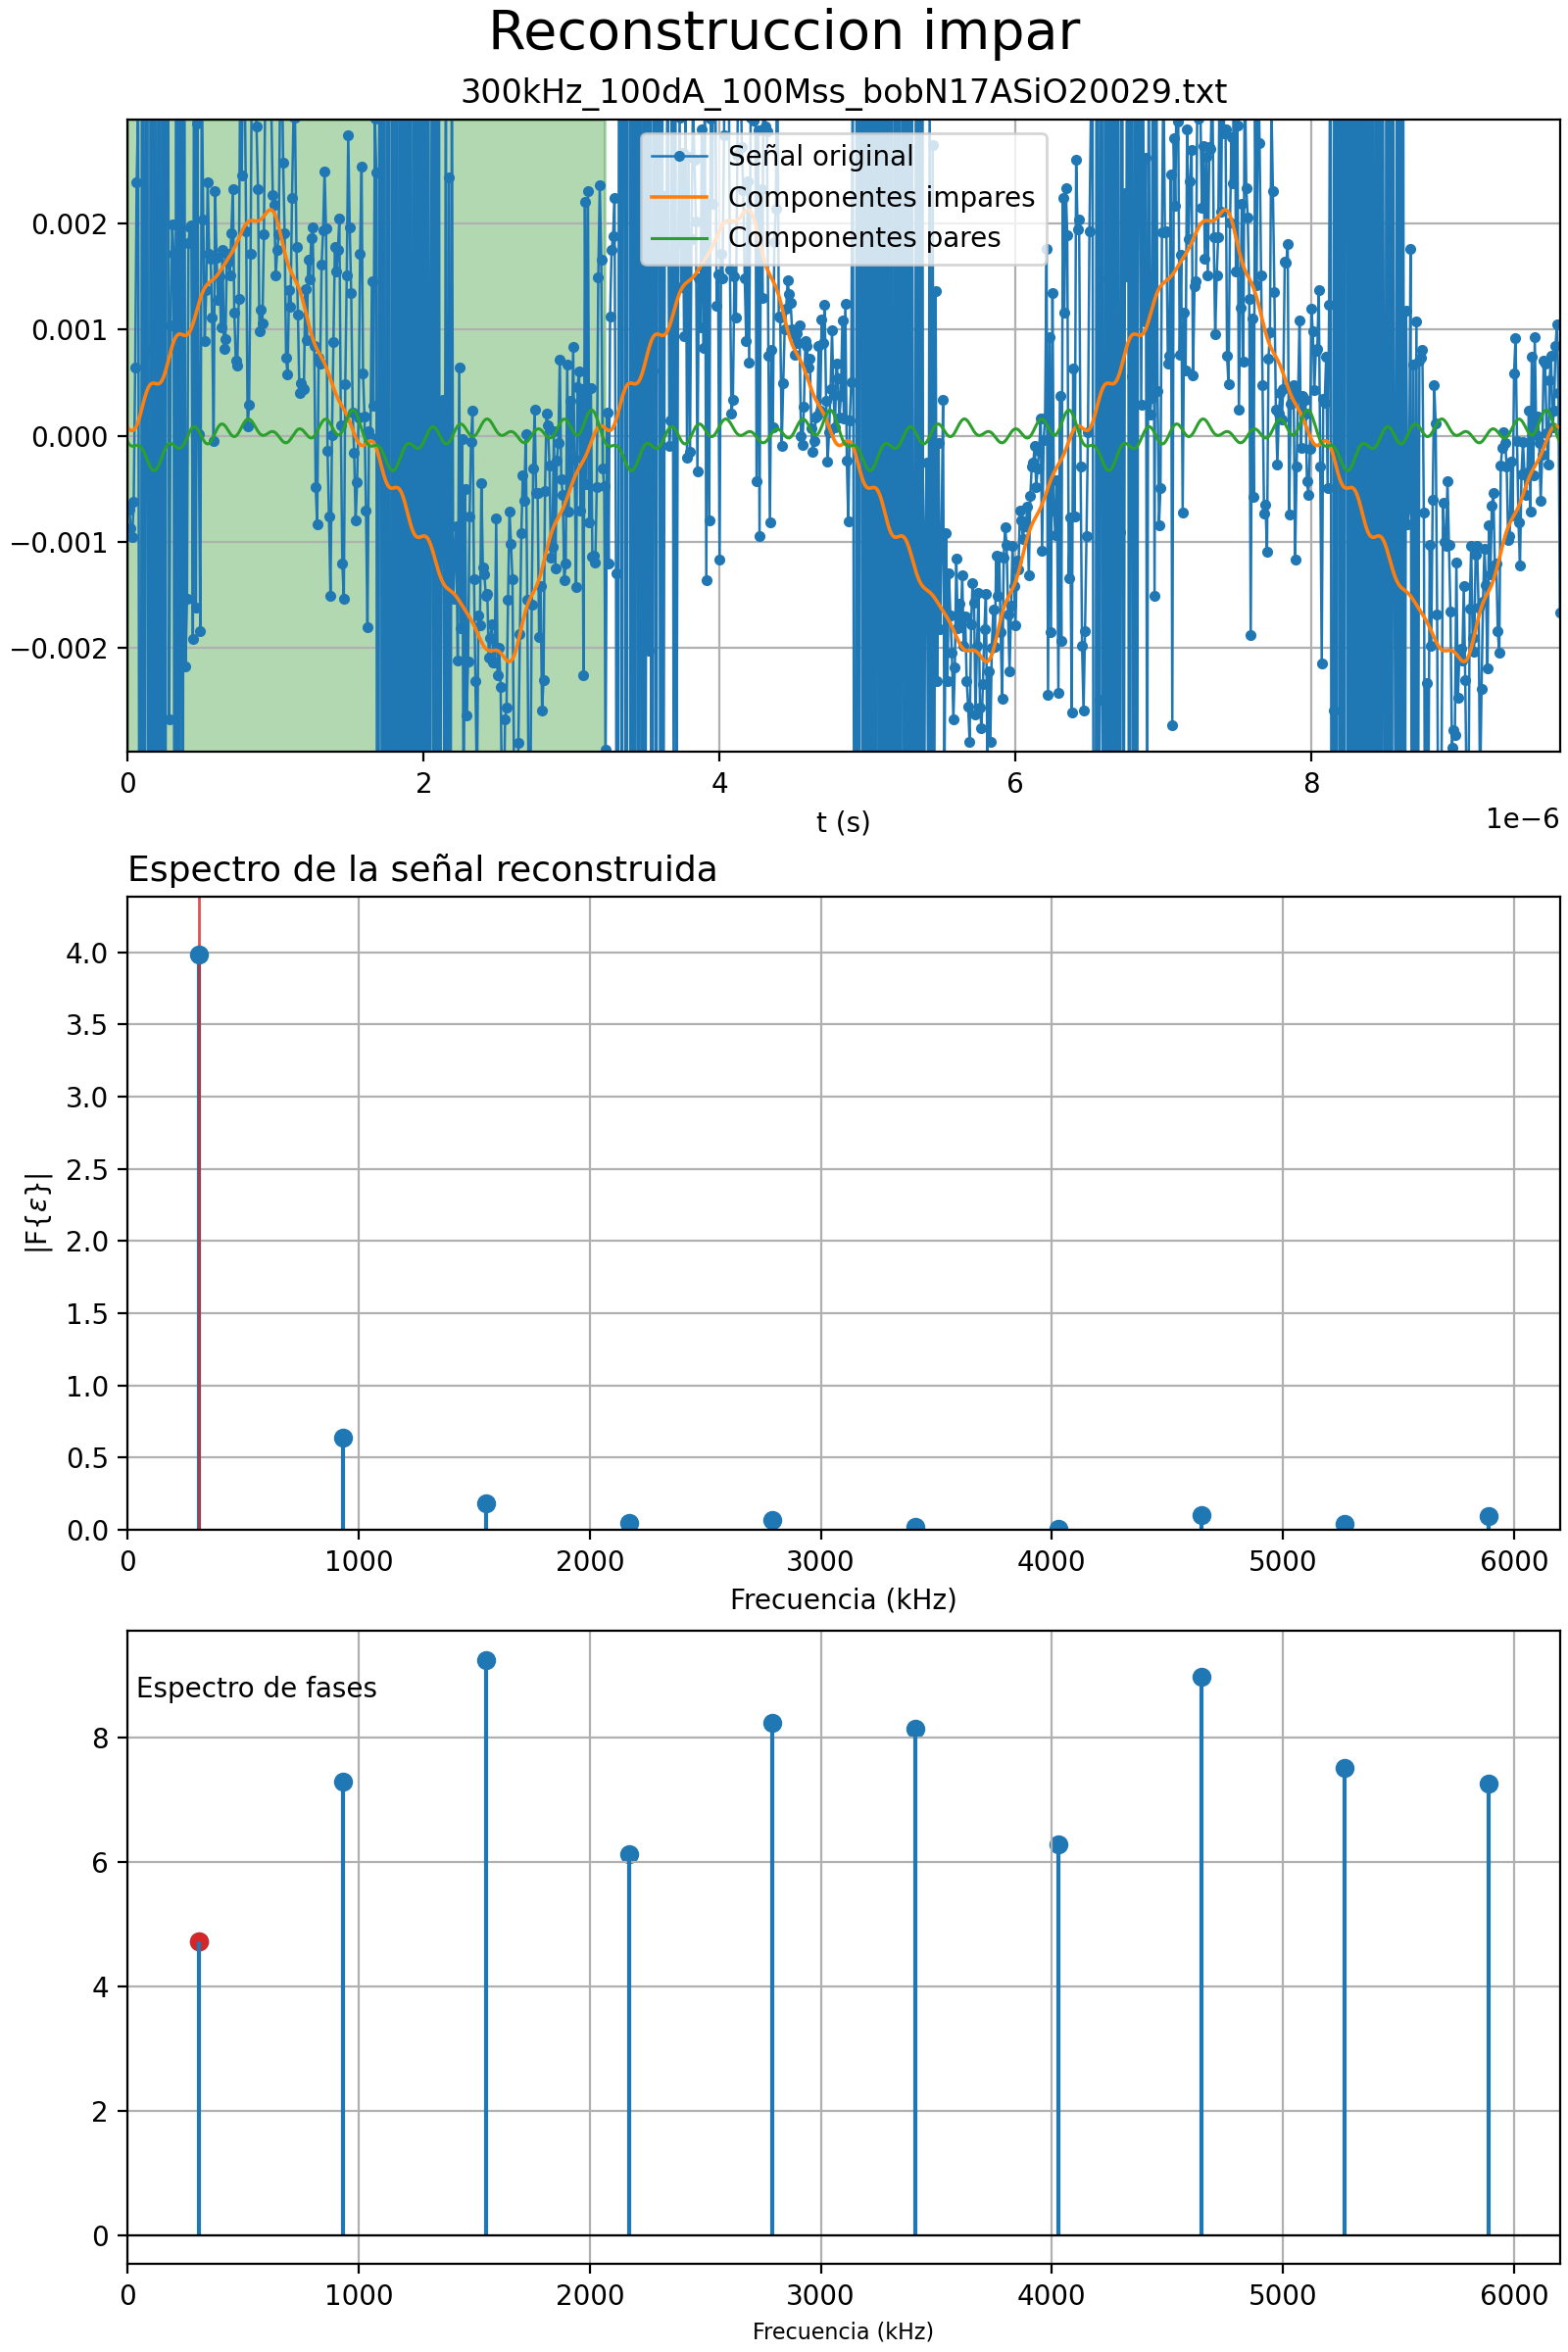 Reconstruccion impar
300kHz_100dA_100Mss_bobN17ASiO20029.txt
Señal original
Componentes impares
Componentes pares
0.002
0.001
0.000
−0.001
−0.002
0 2 4 6 8
1e−6
t (s)
Espectro de la señal reconstruida
4.0
3.5
3.0
2.5
2.0
1.5
1.0
0.5
0.0
|F{ε}|
0 1000 2000 3000 4000 5000 6000
Frecuencia (kHz)
Espectro de fases
8
6
4
2
0
0 1000 2000 3000 4000 5000 6000
Frecuencia (kHz)